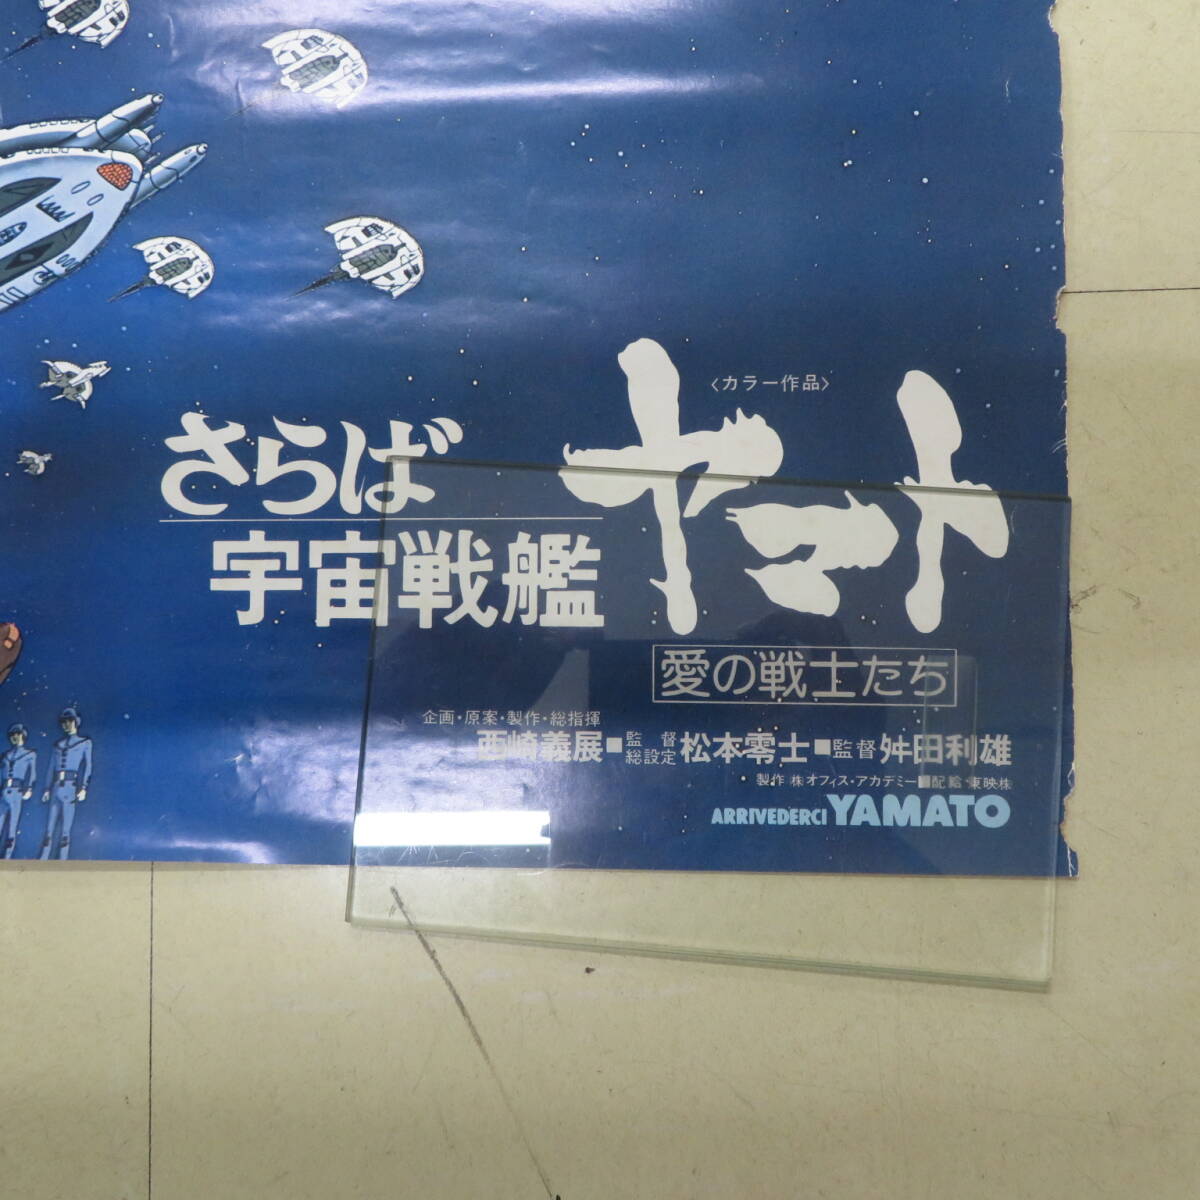 〈カラー作品〉
さらば
宇宙戦艦
ヤマト
愛の戦士たち
企画・原案・製作・総指揮
西崎義展■監督 総設定 松本零士■監督 舛田利雄
製作 株オフィス・アカデミー■配給・東映株
ARRIVEDERCI YAMATO